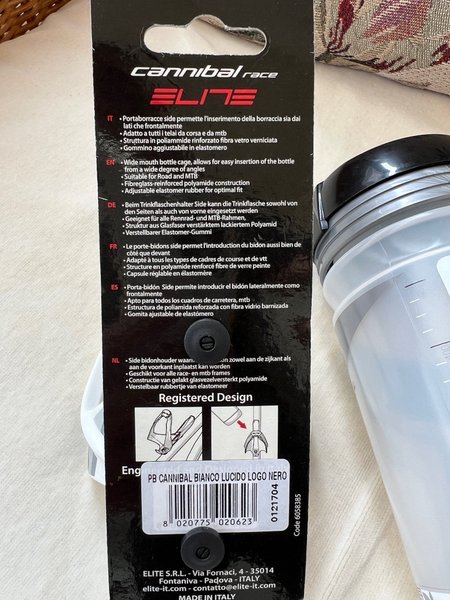 cannibal race
ELITE
IT • Portaborracce side permette l'inserimento della borraccia sia dai
lati che frontalmente
• Adatto a tutti i telai da corsa e da mtb
• Struttura in poliammide rinforzato fibra vetro verniciata
• Gommino aggiustabile in elastomero
EN • Wide mouth bottle cage, allows for easy insertion of the bottle
from a wide degree of angles
• Suitable for Road and MTB
• Fibreglass-reinforced polyamide construction
• Adjustable elastomer rubber for optimal fit
DE • Beim Trinkflaschenhalter Side kann die Trinkflasche sowohl von
den Seiten als auch von vorne eingesetzt werden
• Geeignet für alle Rennrad- und MTB-Rahmen,
• Struktur aus Glasfaser verstärktem lackiertem Polyamid
• Verstellbarer Elastomer-Gummi
FR • Le porte-bidons side permet l'introduction du bidon aussi bien de
côté que devant
• Adapté à tous les types de cadres de course et de vtt
• Structure en polyamide renforcé fibre de verre peinte
• Capsule réglable en élastomère
ES • Porta-bidón Side permite introducir el bidón lateralmente como
frontalmente
• Apto para todos los cuadros de carretera, mtb
• Estructura de poliamida reforzada con fibra vidrio barnizada
• Gomita ajustable de elastómero
NL • Side bidonhouder waarin zowel aan de zijkant als
aan de voorkant inplaatst kan worden
• Geschikt voor alle race- en mtb frames
• Constructie van gelakt glasvezelversterkt polyamide
• Verstelbaar rubbertje van elastomeer
Registered Design
PB CANNIBAL BIANCO LUCIDO LOGO NERO
8 020775 020623
0121704
Code 6058385
ELITE S.R.L. - Via Fornaci, 4 - 35014
Fontaniva - Padova - ITALY
elite-it.com - contatto@elite-it.com
MADE IN ITALY